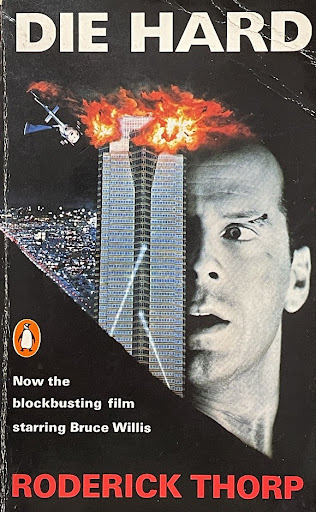 DIE HARD
Now the
blockbusting film
starring Bruce Willis
RODERICK THORP